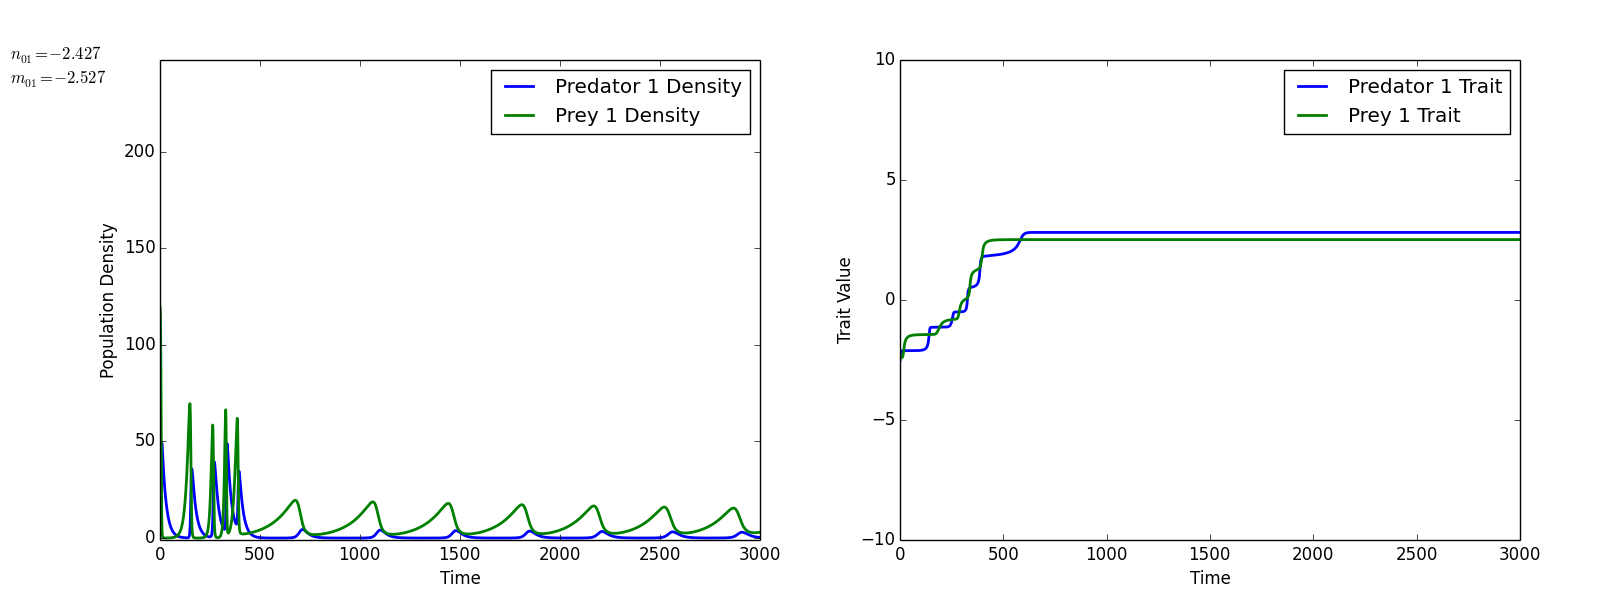 n01 = −2.427
m01 = −2.527
Population Density
200
150
100
50
0
0 500 1000 1500 2000 2500 3000
Time
Predator 1 Density
Prey 1 Density
Trait Value
10
5
0
−5
−10
0 500 1000 1500 2000 2500 3000
Time
Predator 1 Trait
Prey 1 Trait